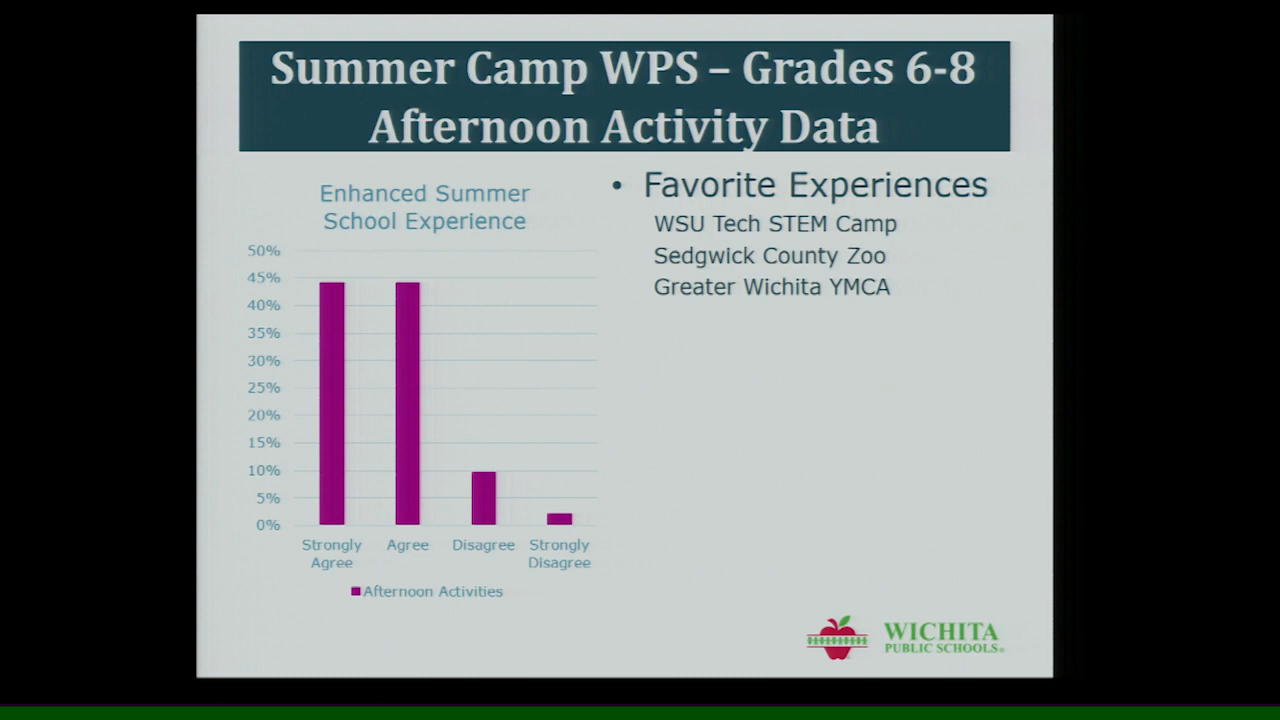 Summer Camp WPS – Grades 6-8
Afternoon Activity Data
Enhanced Summer
School Experience
50%
45%
40%
35%
30%
25%
20%
15%
10%
5%
0%
Strongly Agree
Agree
Disagree
Strongly Disagree
Afternoon Activities
• Favorite Experiences
WSU Tech STEM Camp
Sedgwick County Zoo
Greater Wichita YMCA
WICHITA
PUBLIC SCHOOLS